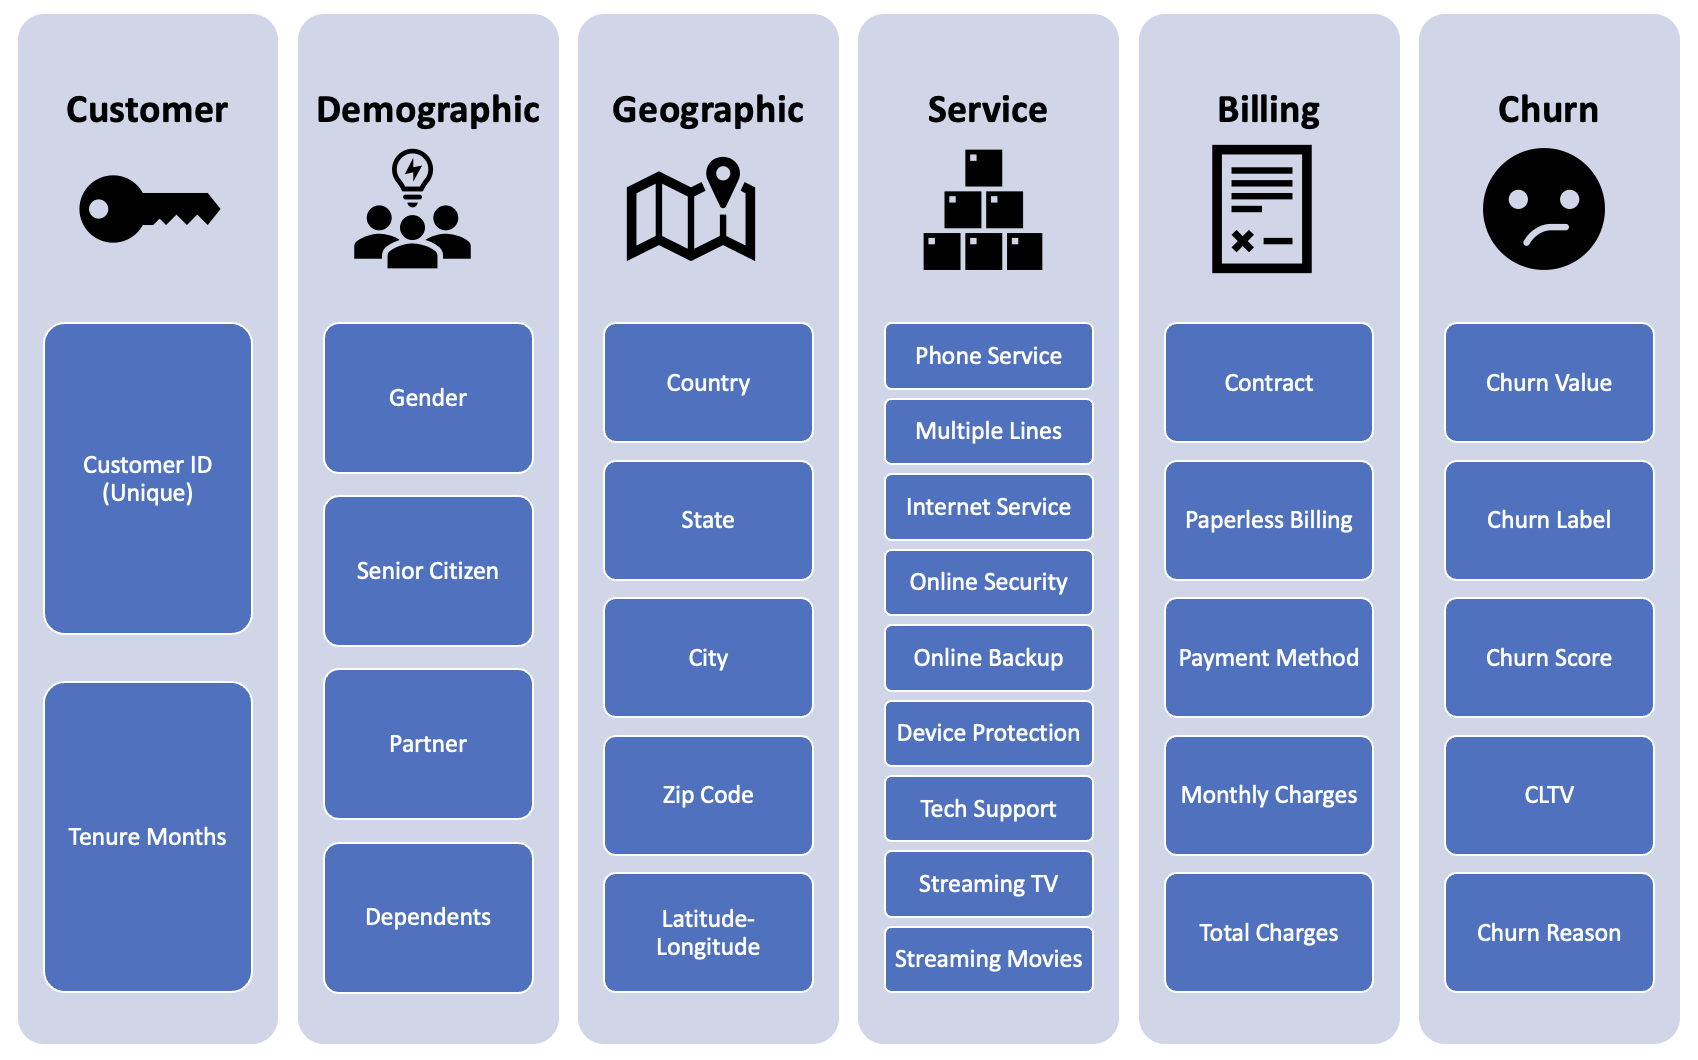 Customer
Customer ID
(Unique)
Tenure Months
Demographic
Gender
Senior Citizen
Partner
Dependents
Geographic
Country
State
City
Zip Code
Latitude-
Longitude
Service
Phone Service
Multiple Lines
Internet Service
Online Security
Online Backup
Device Protection
Tech Support
Streaming TV
Streaming Movies
Billing
Contract
Paperless Billing
Payment Method
Monthly Charges
Total Charges
Churn
Churn Value
Churn Label
Churn Score
CLTV
Churn Reason